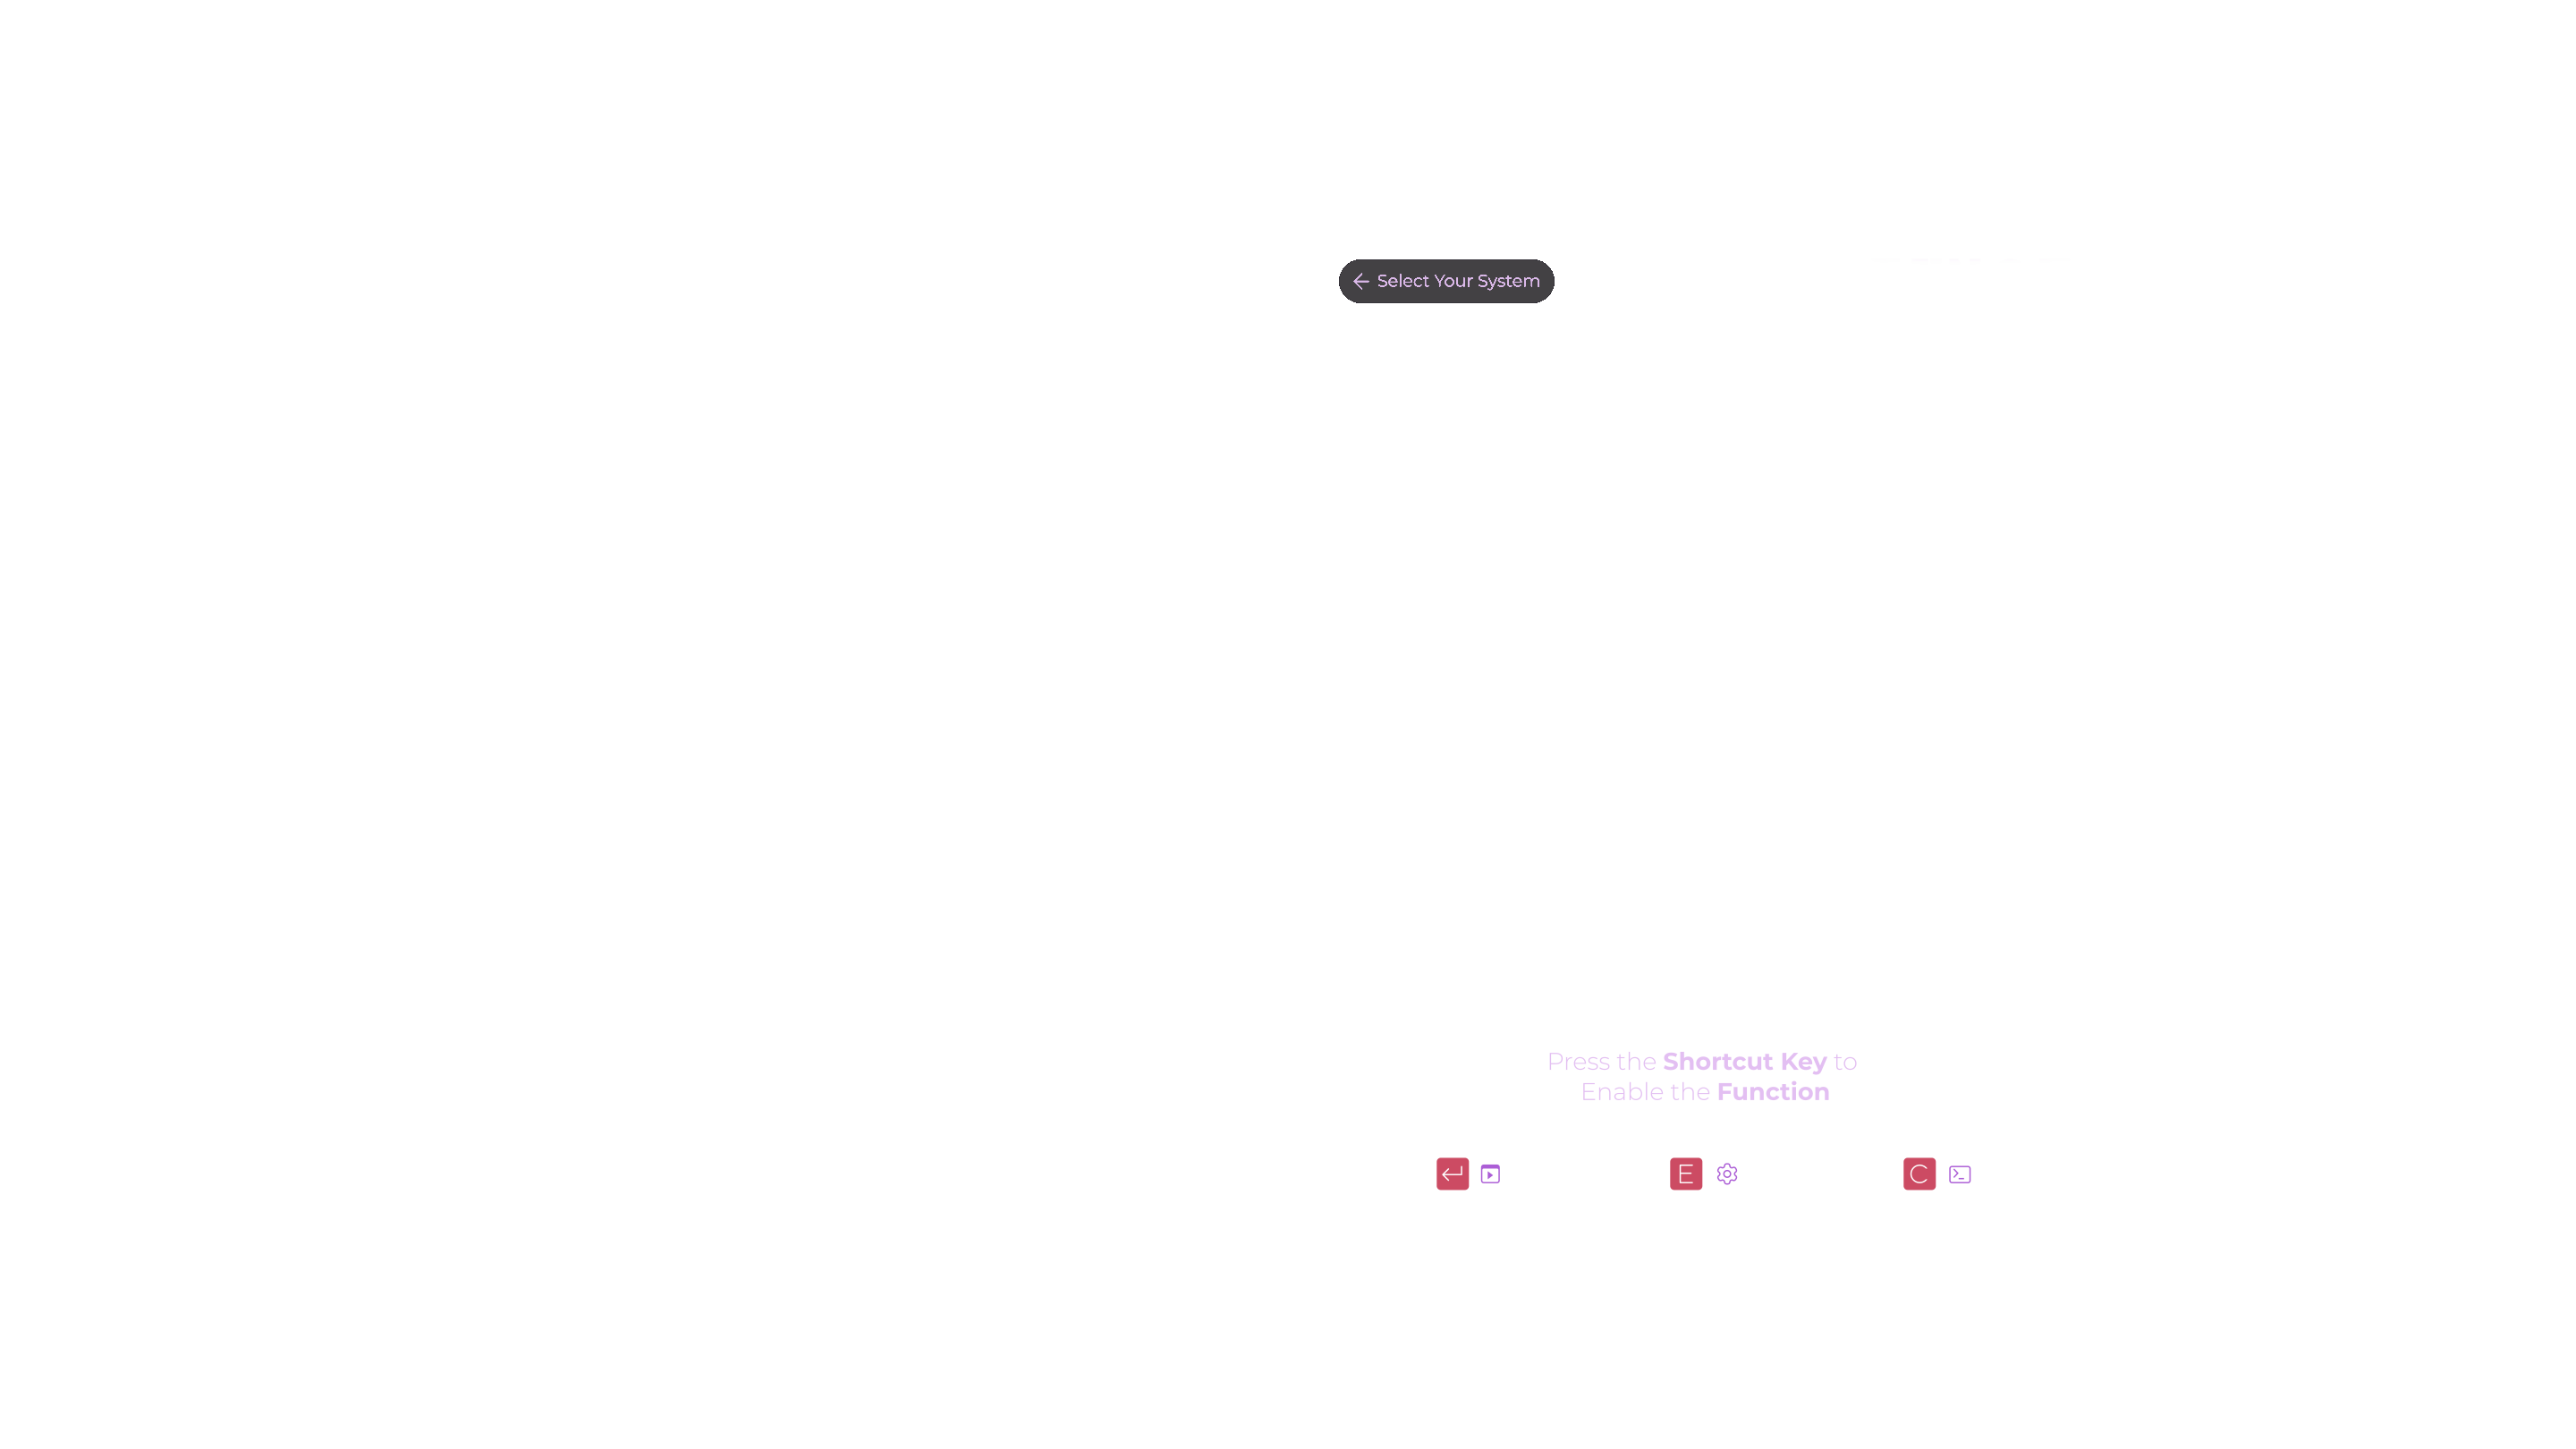 Select Your System
Press the Shortcut Key to
Enable the Function
E
C